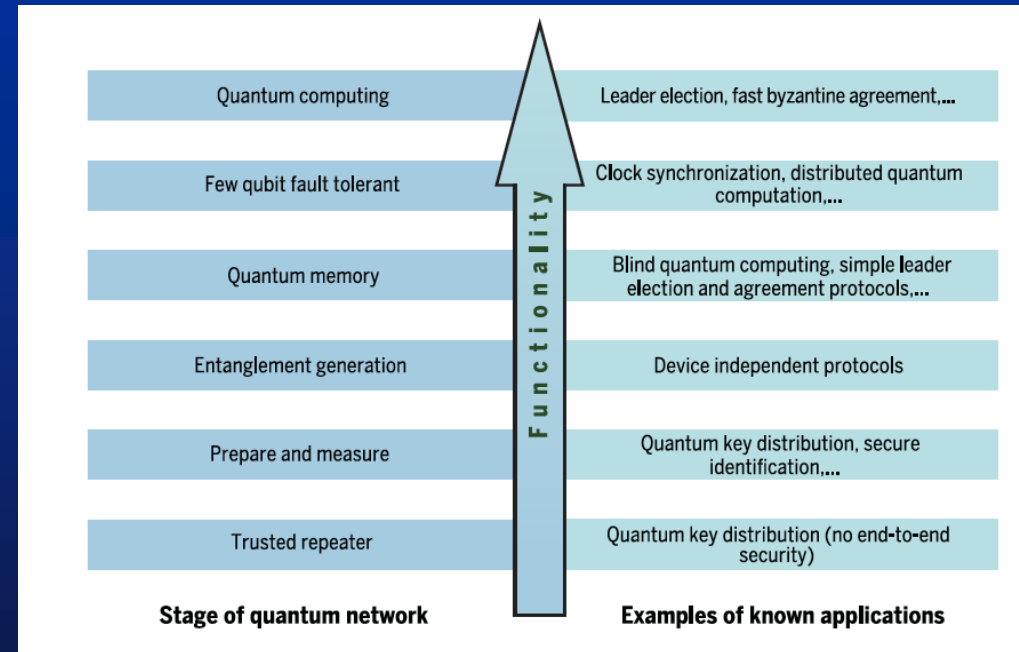 Quantum computing
Leader election, fast byzantine agreement,...
Few qubit fault tolerant
Clock synchronization, distributed quantum
computation,...
Quantum memory
Blind quantum computing, simple leader
election and agreement protocols,...
Entanglement generation
Device independent protocols
Prepare and measure
Quantum key distribution, secure
identification,...
Trusted repeater
Quantum key distribution (no end-to-end
security)
Functionality
Stage of quantum network
Examples of known applications